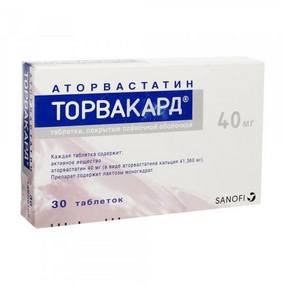 АТОРВАСТАТИН
ТОРВАКАРД®
таблетки, покрытые плёночной оболочкой
40 мг
Каждая таблетка содержит:
активное вещество
аторвастатин 40 мг (в виде аторвастатина кальция 41,360 мг).
Препарат содержит лактозы моногидрат.
30 таблеток
SANOFI
ТОРВАКАРД